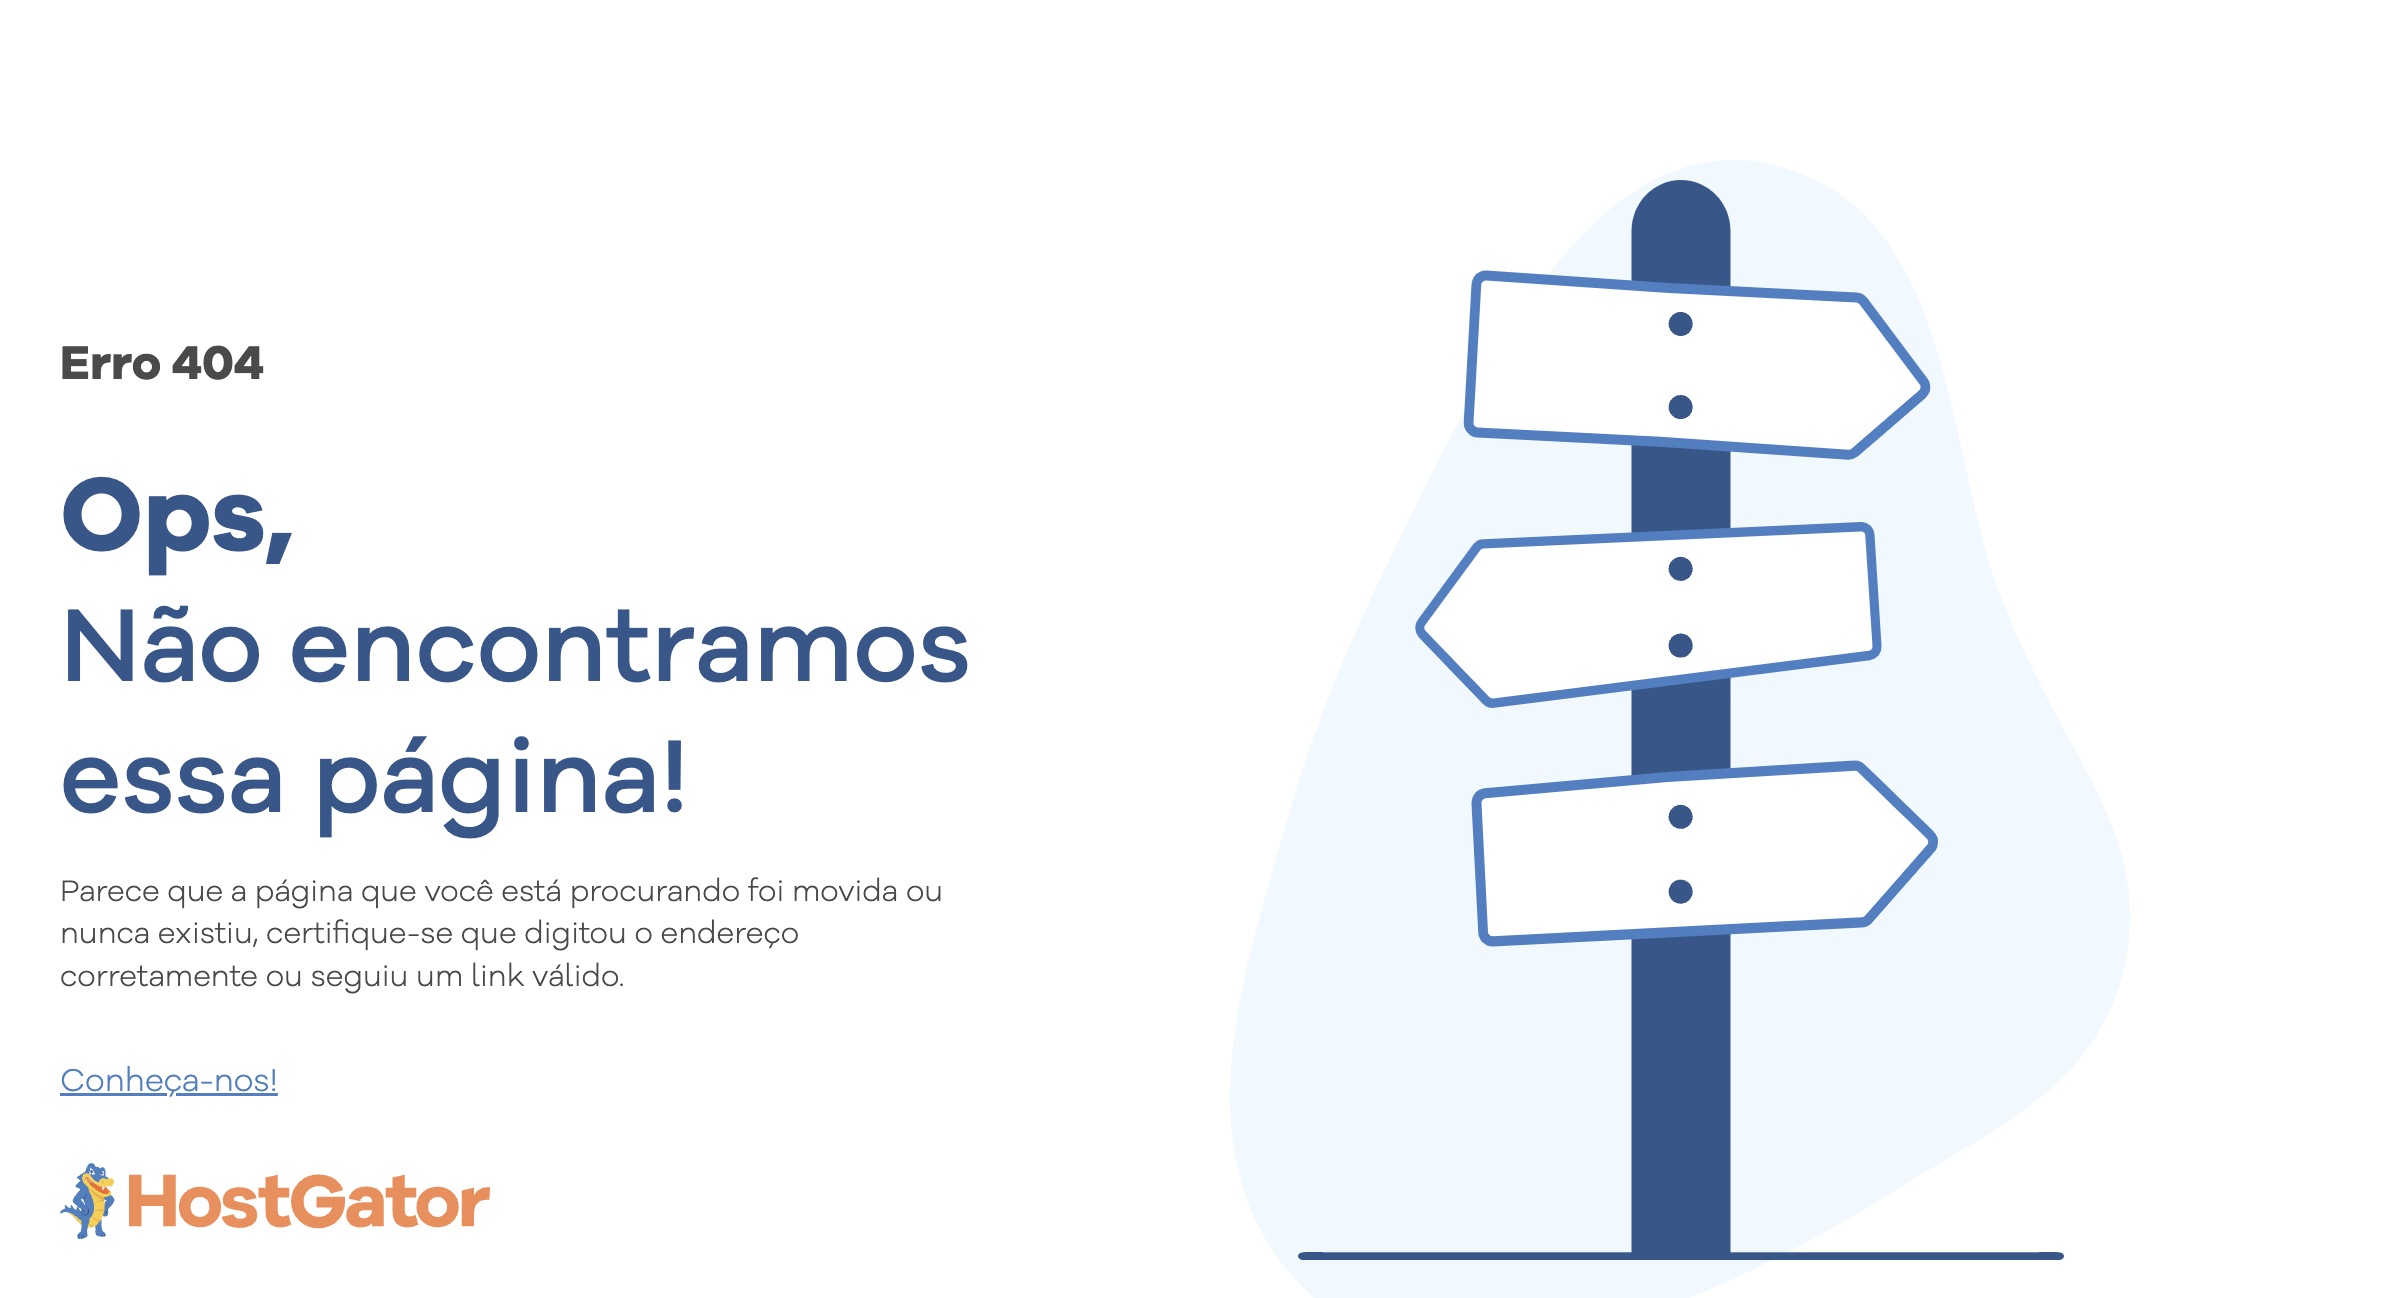 Erro 404
Ops,
Não encontramos
essa página!
Parece que a página que você está procurando foi movida ou
nunca existiu, certifique-se que digitou o endereço
corretamente ou seguiu um link válido.
Conheça-nos!
HostGator